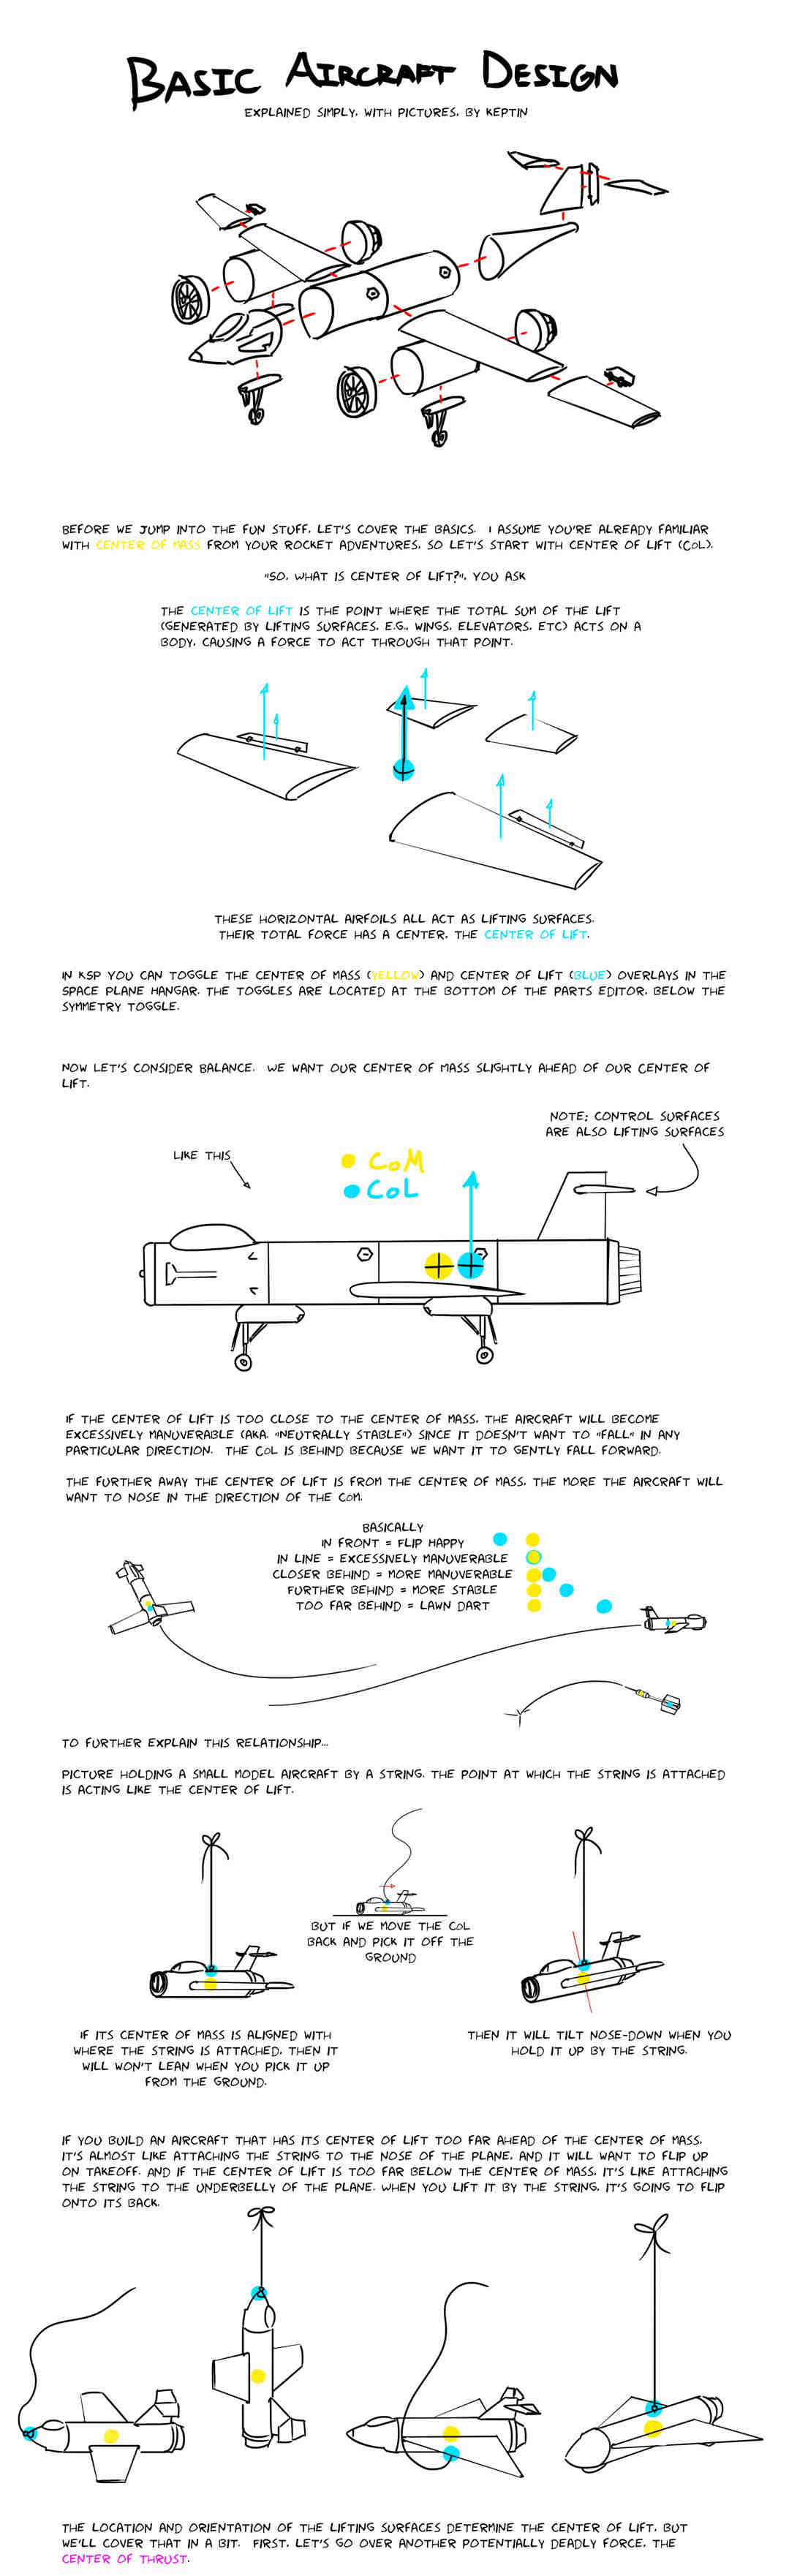 BASIC AIRCRAFT DESIGN
EXPLAINED SIMPLY, WITH PICTURES, BY KEPTIN
BEFORE WE JUMP INTO THE FUN STUFF, LET'S COVER THE BASICS. I ASSUME YOU'RE ALREADY FAMILIAR
WITH CENTER OF MASS FROM YOUR ROCKET ADVENTURES, SO LET'S START WITH CENTER OF LIFT (COL).
"SO, WHAT IS CENTER OF LIFT?", YOU ASK
THE CENTER OF LIFT IS THE POINT WHERE THE TOTAL SUM OF THE LIFT
(GENERATED BY LIFTING SURFACES, E.G., WINGS, ELEVATORS, ETC) ACTS ON A
BODY, CAUSING A FORCE TO ACT THROUGH THAT POINT.
THESE HORIZONTAL AIRFOILS ALL ACT AS LIFTING SURFACES.
THEIR TOTAL FORCE HAS A CENTER, THE CENTER OF LIFT.
IN KSP YOU CAN TOGGLE THE CENTER OF MASS (YELLOW) AND CENTER OF LIFT (BLUE) OVERLAYS IN THE
SPACE PLANE HANGAR. THE TOGGLES ARE LOCATED AT THE BOTTOM OF THE PARTS EDITOR, BELOW THE
SYMMETRY TOGGLE.
NOW LET'S CONSIDER BALANCE. WE WANT OUR CENTER OF MASS SLIGHTLY AHEAD OF OUR CENTER OF
LIFT.
NOTE; CONTROL SURFACES
ARE ALSO LIFTING SURFACES
LIKE THIS
CoM
CoL
IF THE CENTER OF LIFT IS TOO CLOSE TO THE CENTER OF MASS, THE AIRCRAFT WILL BECOME
EXCESSIVELY MANUVERABLE (AKA. "NEUTRALLY STABLE") SINCE IT DOESN'T WANT TO "FALL" IN ANY
PARTICULAR DIRECTION. THE COL IS BEHIND BECAUSE WE WANT IT TO GENTLY FALL FORWARD.
THE FURTHER AWAY THE CENTER OF LIFT IS FROM THE CENTER OF MASS, THE MORE THE AIRCRAFT WILL
WANT TO NOSE IN THE DIRECTION OF THE COM.
BASICALLY
IN FRONT = FLIP HAPPY
IN LINE = EXCESSIVELY MANUVERABLE
CLOSER BEHIND = MORE MANUVERABLE
FURTHER BEHIND = MORE STABLE
TOO FAR BEHIND = LAWN DART
TO FURTHER EXPLAIN THIS RELATIONSHIP...
PICTURE HOLDING A SMALL MODEL AIRCRAFT BY A STRING. THE POINT AT WHICH THE STRING IS ATTACHED
IS ACTING LIKE THE CENTER OF LIFT.
BUT IF WE MOVE THE COL
BACK AND PICK IT OFF THE
GROUND
IF ITS CENTER OF MASS IS ALIGNED WITH
WHERE THE STRING IS ATTACHED, THEN IT
WILL WON'T LEAN WHEN YOU PICK IT UP
FROM THE GROUND.
THEN IT WILL TILT NOSE-DOWN WHEN YOU
HOLD IT UP BY THE STRING.
IF YOU BUILD AN AIRCRAFT THAT HAS ITS CENTER OF LIFT TOO FAR AHEAD OF THE CENTER OF MASS,
IT'S ALMOST LIKE ATTACHING THE STRING TO THE NOSE OF THE PLANE, AND IT WILL WANT TO FLIP UP
ON TAKEOFF. AND IF THE CENTER OF LIFT IS TOO FAR BELOW THE CENTER OF MASS, IT'S LIKE ATTACHING
THE STRING TO THE UNDERBELLY OF THE PLANE. WHEN YOU LIFT IT BY THE STRING, IT'S GOING TO FLIP
ONTO ITS BACK.
THE LOCATION AND ORIENTATION OF THE LIFTING SURFACES DETERMINE THE CENTER OF LIFT, BUT
WE'LL COVER THAT IN A BIT. FIRST, LET'S GO OVER ANOTHER POTENTIALLY DEADLY FORCE, THE
CENTER OF THRUST.